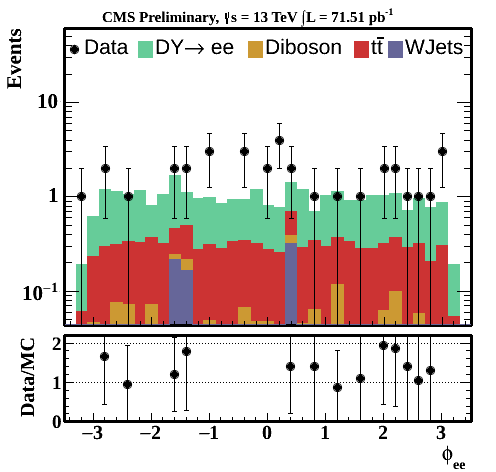 CMS Preliminary, √s = 13 TeV ∫L = 71.51 pb⁻¹
Events
Data DY→ ee Diboson tt̄ WJets
10
1
10⁻¹
Data/MC
2
1
0
−3 −2 −1 0 1 2 3
ϕee